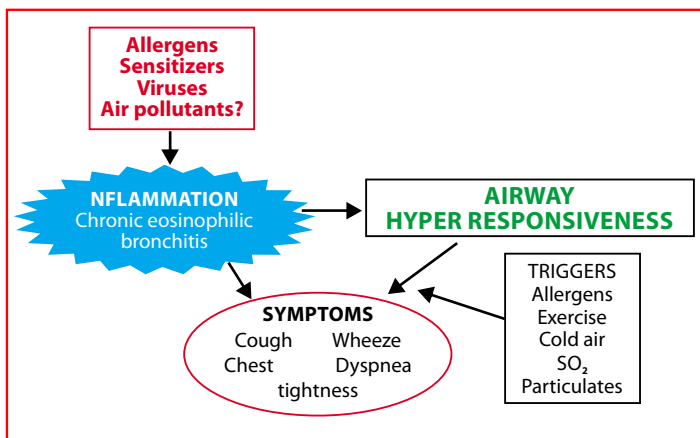 Allergens
Sensitizers
Viruses
Air pollutants?
NFLAMMATION
Chronic eosinophilic
bronchitis
AIRWAY
HYPER RESPONSIVENESS
TRIGGERS
Allergens
Exercise
Cold air
SO₂
Particulates
SYMPTOMS
Cough Wheeze
Chest Dyspnea
tightness